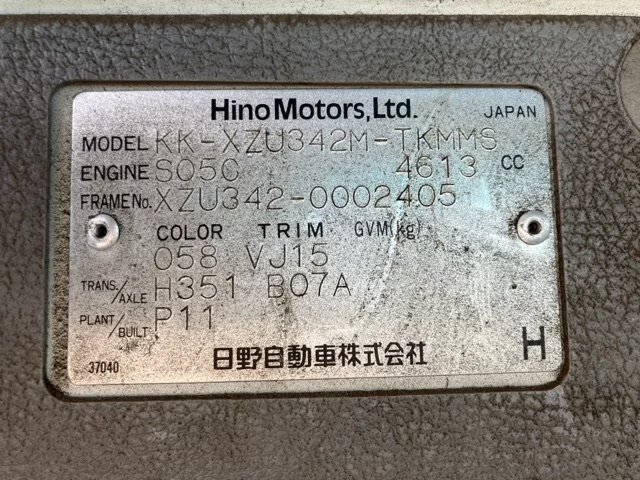 Hino Motors, Ltd. JAPAN
MODEL KK-XZU342M-TKMMS
ENGINE S05C 4613 CC
FRAME No. XZU342-0002405
COLOR TRIM GVM(kg)
058 VJ15
TRANS./AXLE H351 B07A
PLANT/BUILT P11
37040 日野自動車株式会社 H